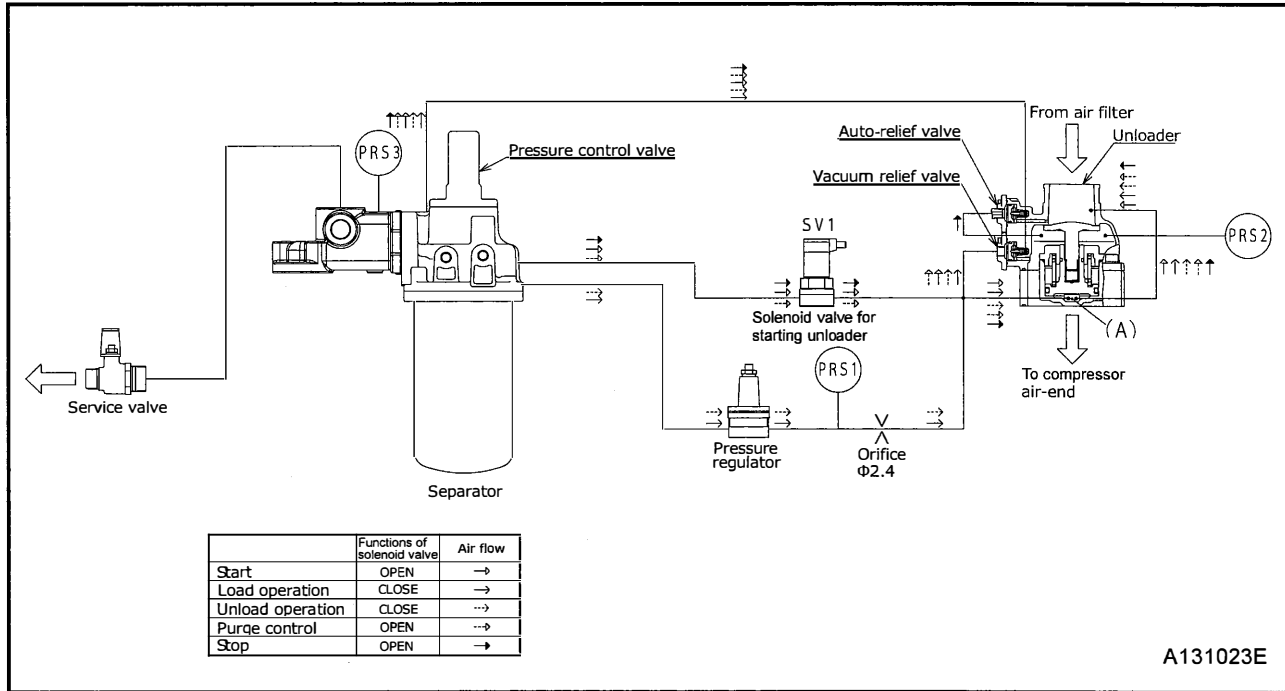 From air filter
Auto-relief valve
Unloader
PRS3
Pressure control valve
Vacuum relief valve
SV1
PRS2
Solenoid valve for
starting unloader
(A)
PRS1
To compressor
air-end
Service valve
Pressure
regulator
Orifice
Φ2.4
Separator
Functions of
solenoid valve
Air flow
Start OPEN
Load operation CLOSE
Unload operation CLOSE
Purge control OPEN
Stop OPEN
A131023E